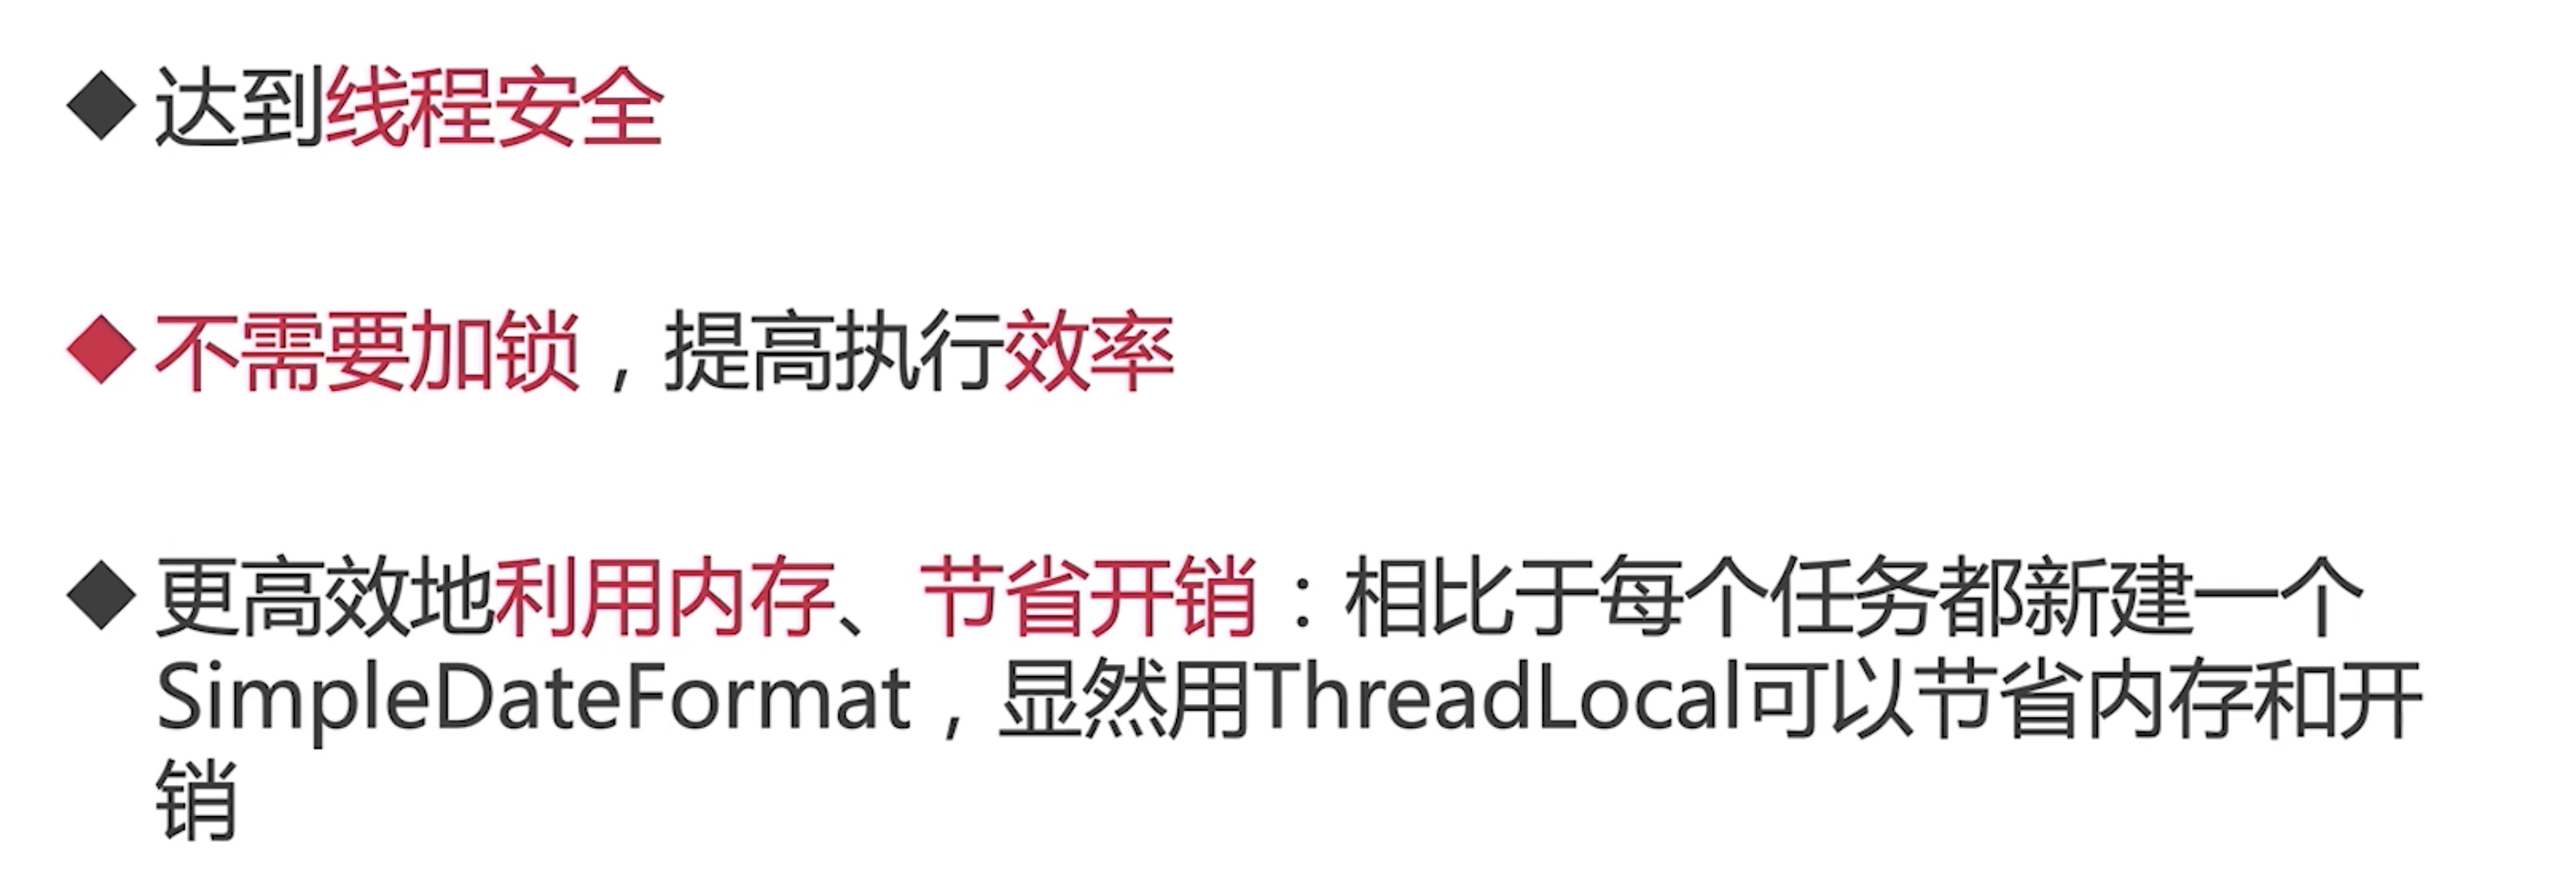 ◆达到线程安全
◆不需要加锁，提高执行效率
◆更高效地利用内存、节省开销：相比于每个任务都新建一个
SimpleDateFormat，显然用ThreadLocal可以节省内存和开
销